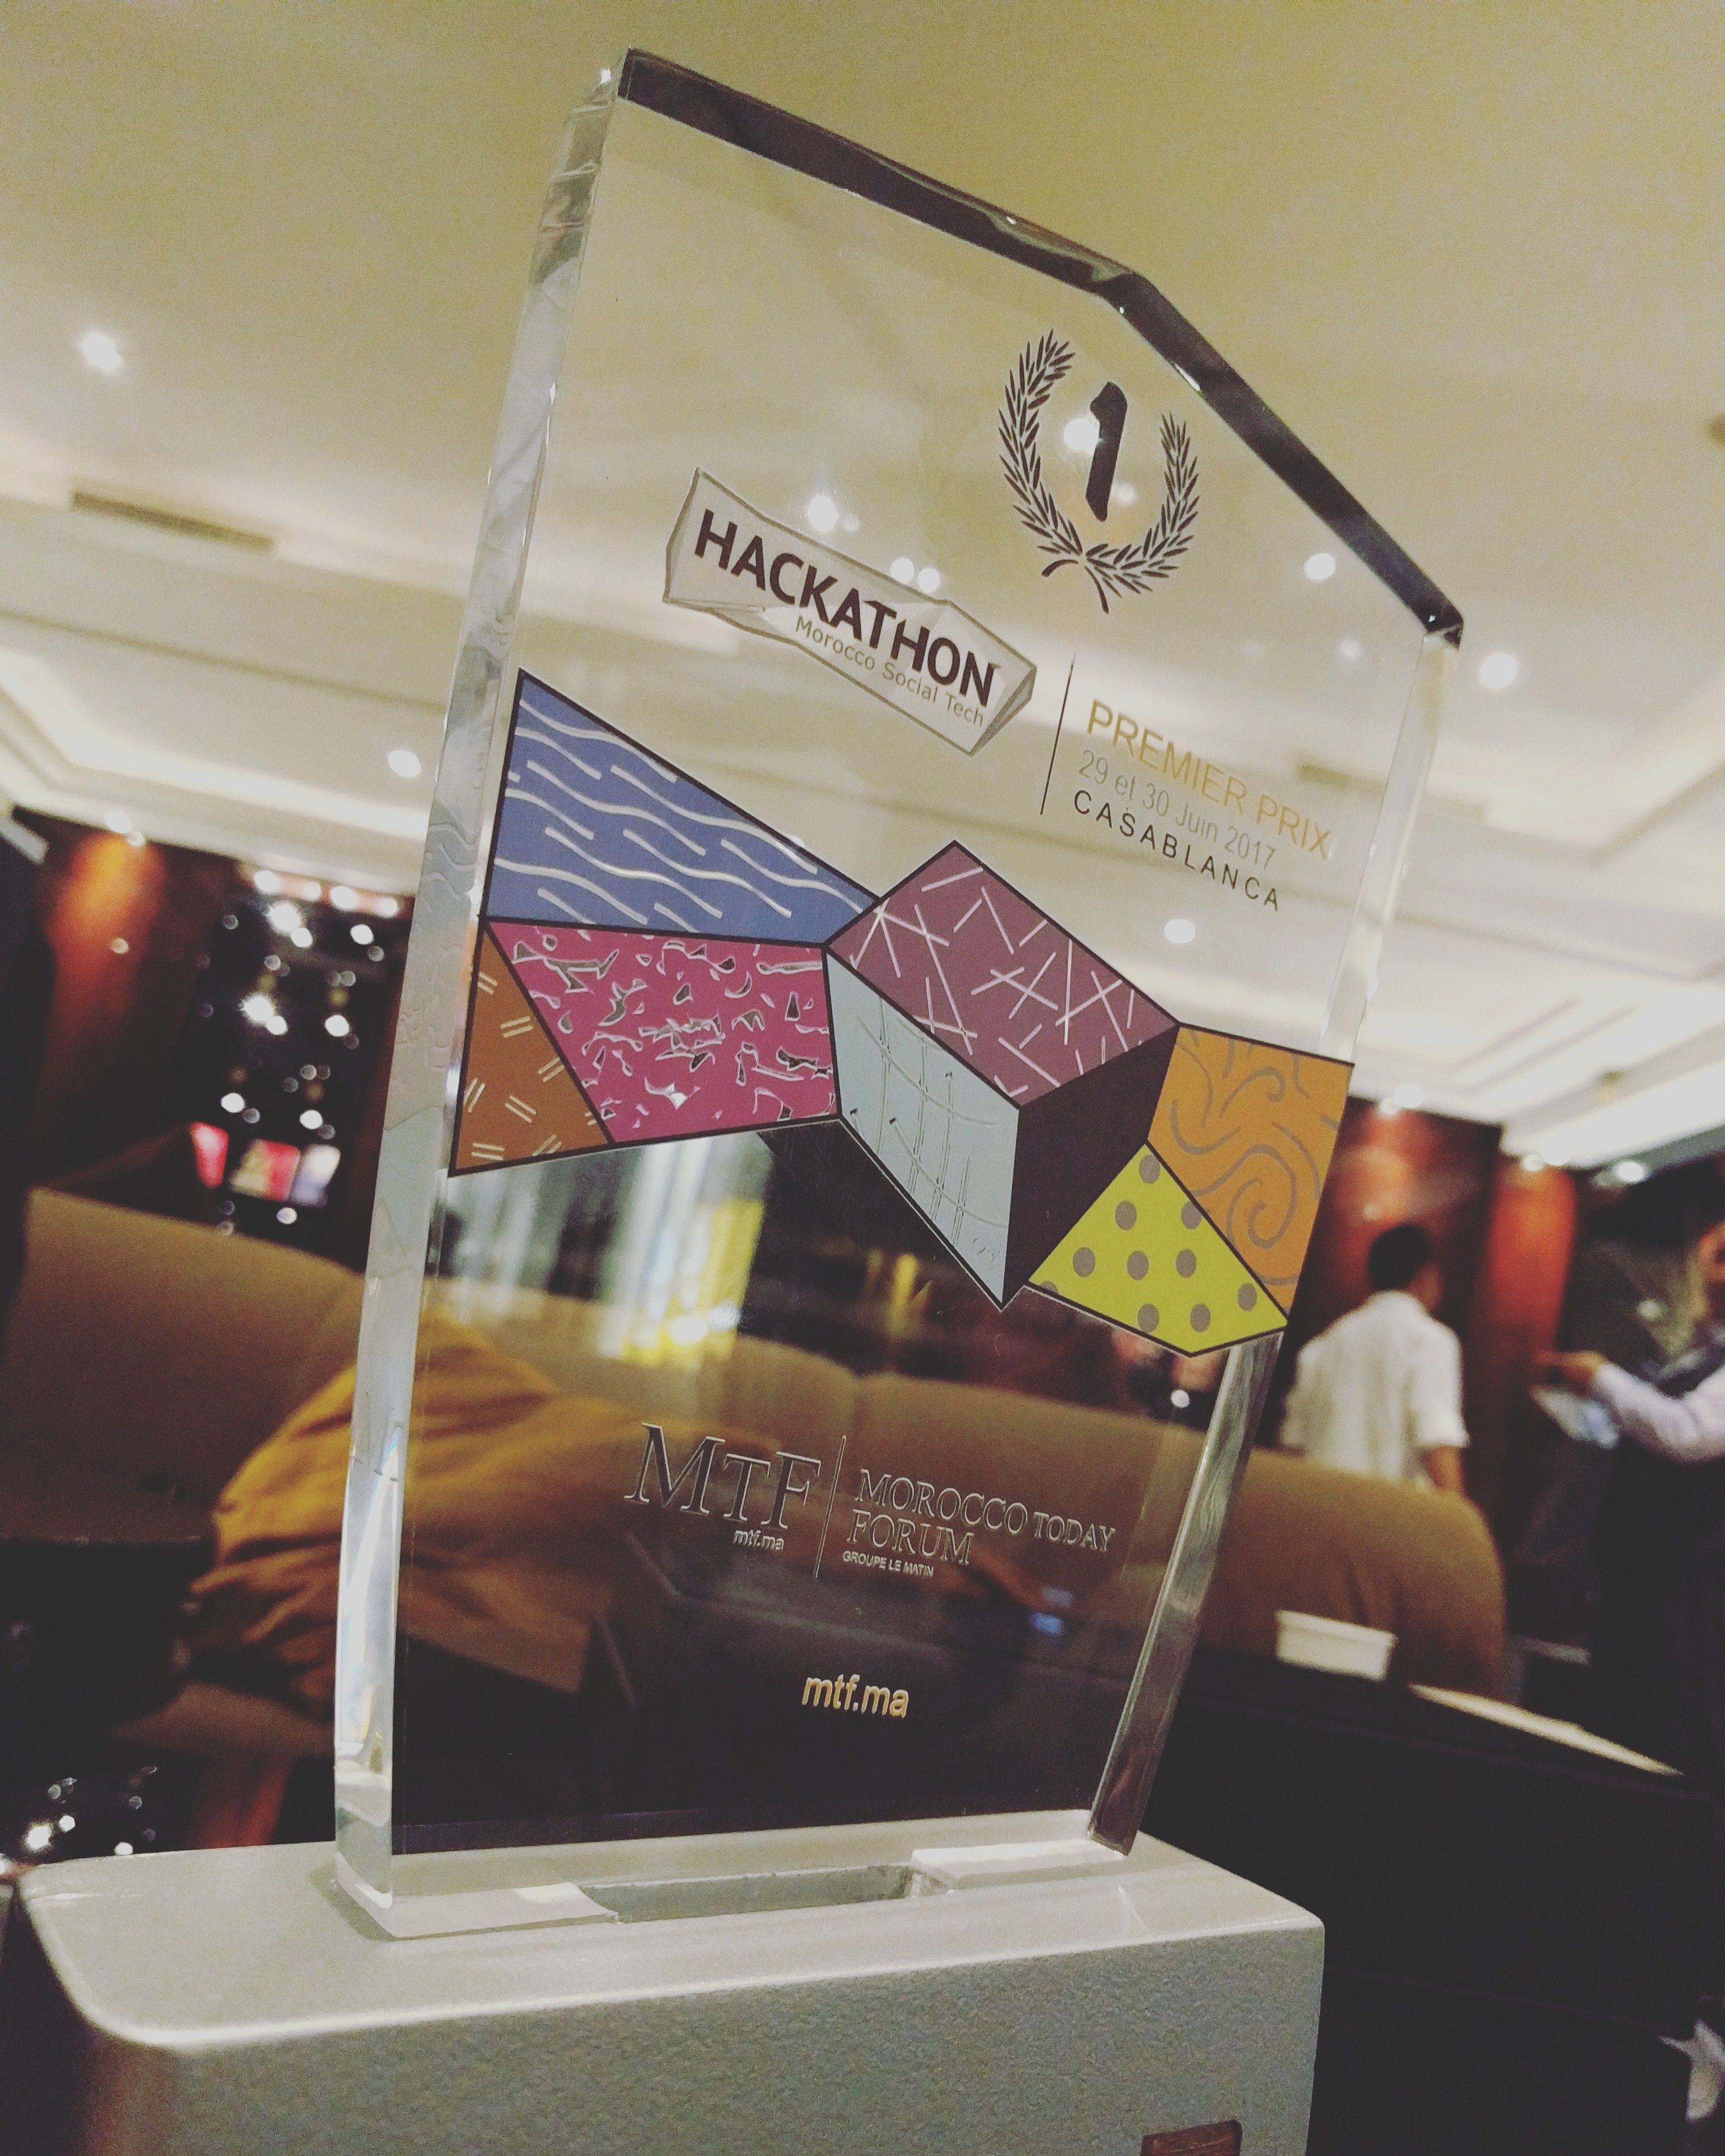 1
HACKATHON
Morocco Social Tech
PREMIER PRIX
29 et 30 Juin 2017
CASABLANCA
MTF
mtf.ma
MOROCCO TODAY
FORUM
GROUPE LE MATIN
mtf.ma